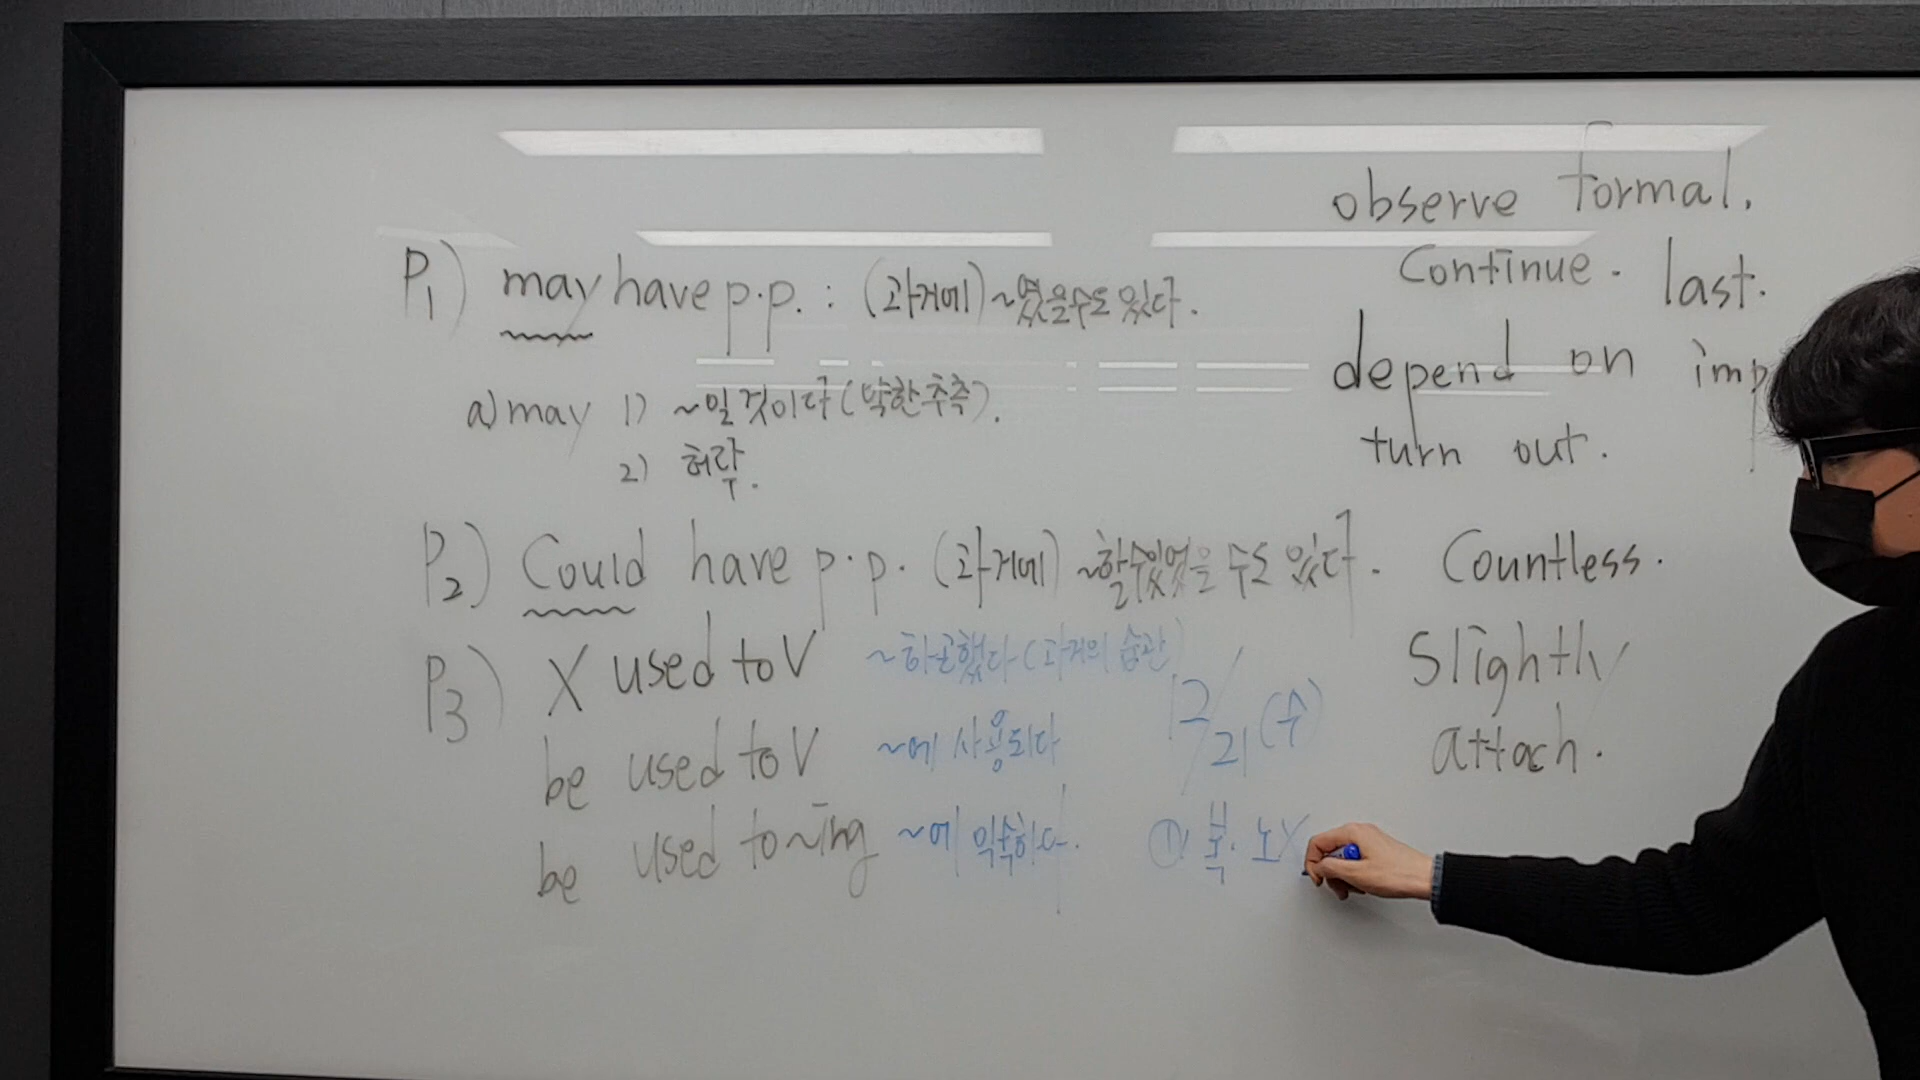 P1) may have p.p. : (과거에) ~였을수도 있다.
a) may 1) ~일 것이다 (약한 추측).
2) 허락.
P2) Could have p.p. (과거에) ~할수있었을 수도 있다.
P3) X used to V ~하곤했다 (과거의 습관)
be used to V ~에 사용되다
be used to ~ing ~에 익숙하다.
12/21 (수)
① 복. 노X
observe formal.
Continue. last.
depend on imp
turn out.
Countless.
Slightly
attach.